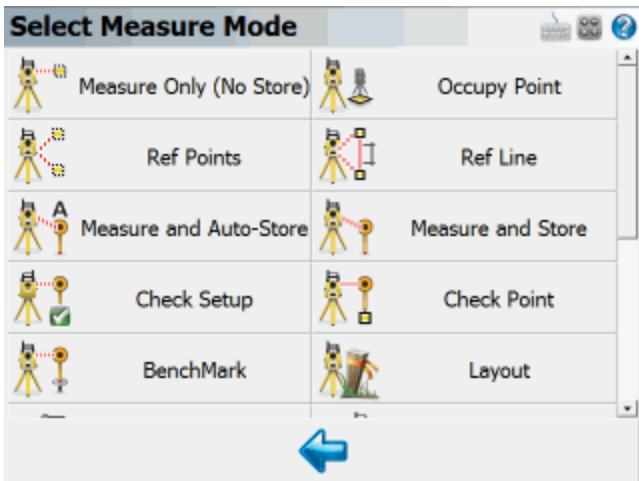 Select Measure Mode
Measure Only (No Store)
Occupy Point
Ref Points
Ref Line
A
Measure and Auto-Store
Measure and Store
Check Setup
Check Point
BenchMark
Layout